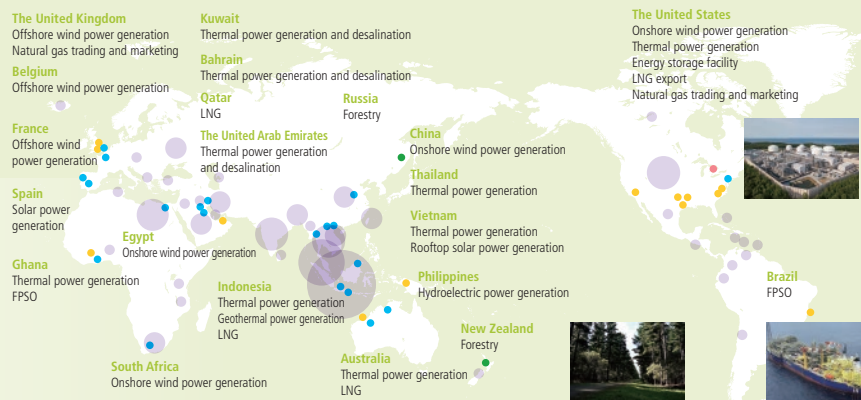 The United Kingdom
Offshore wind power generation
Natural gas trading and marketing
Belgium
Offshore wind power generation
France
Offshore wind
power generation
Spain
Solar power
generation
Ghana
Thermal power generation
FPSO
Kuwait
Thermal power generation and desalination
Bahrain
Thermal power generation and desalination
Qatar
LNG
Russia
Forestry
The United Arab Emirates
Thermal power generation
and desalination
Egypt
Onshore wind power generation
Indonesia
Thermal power generation
Geothermal power generation
LNG
South Africa
Onshore wind power generation
China
Onshore wind power generation
Thailand
Thermal power generation
Vietnam
Thermal power generation
Rooftop solar power generation
Philippines
Hydroelectric power generation
New Zealand
Forestry
Australia
Thermal power generation
LNG
The United States
Onshore wind power generation
Thermal power generation
Energy storage facility
LNG export
Natural gas trading and marketing
Brazil
FPSO